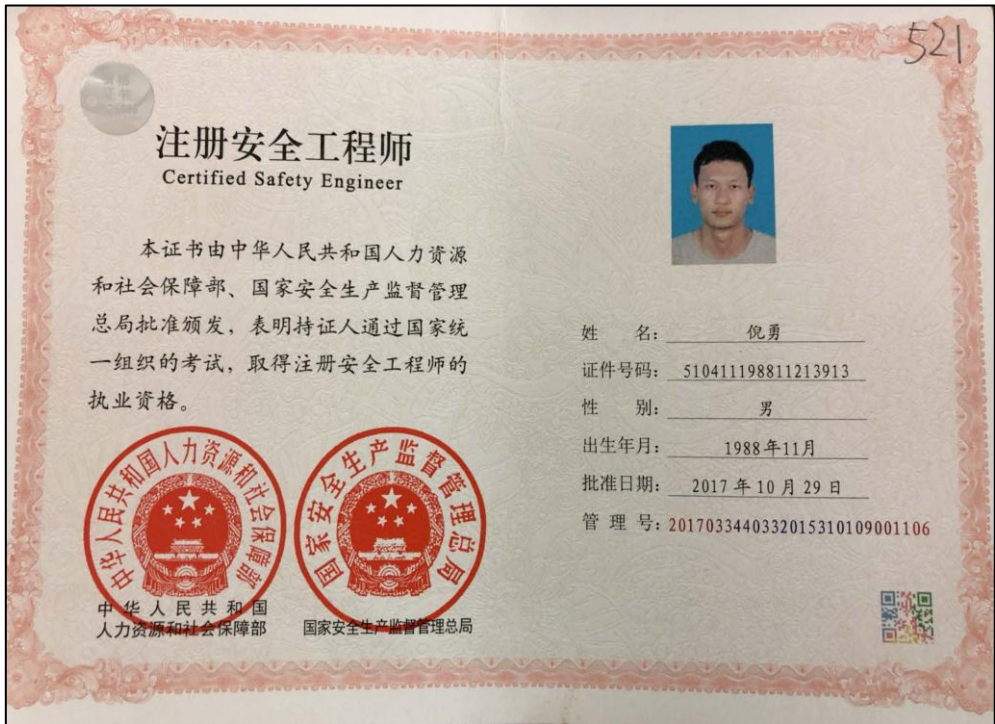 521
注册安全工程师
Certified Safety Engineer
本证书由中华人民共和国人力资源
和社会保障部、国家安全生产监督管理
总局批准颁发，表明持证人通过国家统
一组织的考试，取得注册安全工程师的
执业资格。
中华人民共和国人力资源和社会保障部
国家安全生产监督管理总局
中华人民共和国
人力资源和社会保障部
国家安全生产监督管理总局
姓 名：倪勇
证件号码：510411198811213913
性 别：男
出生年月：1988年11月
批准日期：2017年10月29日
管 理 号：2017033440332015310109001106